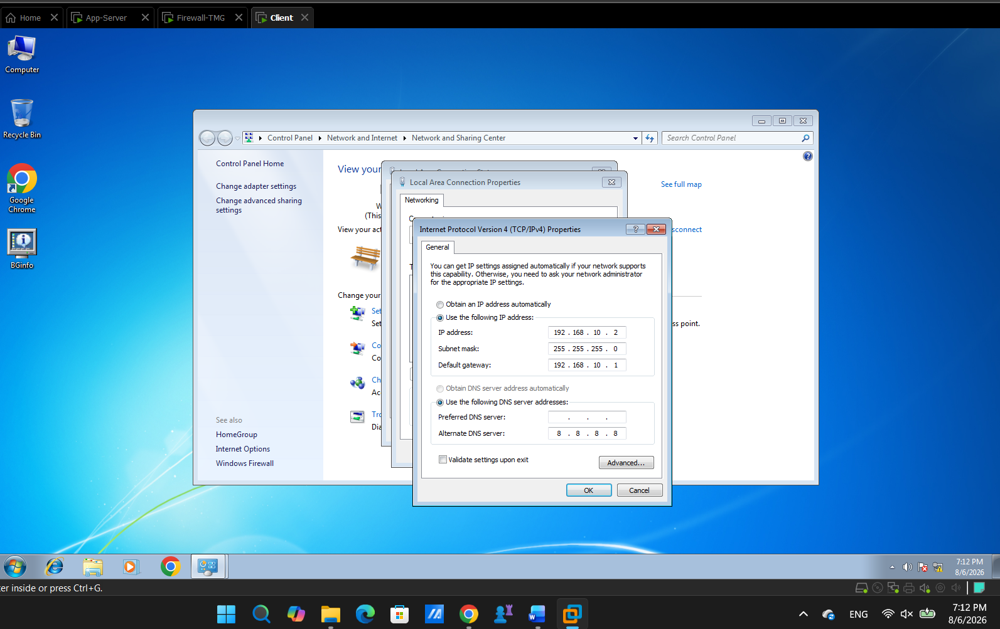 Home
App-Server
Firewall-TMG
Client
Computer
Recycle Bin
Google
Chrome
BGinfo
Control Panel
Network and Internet
Network and Sharing Center
Search Control Panel
Control Panel Home
Change adapter settings
Change advanced sharing
settings
See also
HomeGroup
Internet Options
Windows Firewall
View your
(This
View your act
Change your
Set
Set
Co
Co
Ch
Acc
Tro
Dia
See full map
sconnect
ss point.
Local Area Connection Properties
Networking
Internet Protocol Version 4 (TCP/IPv4) Properties
General
You can get IP settings assigned automatically if your network supports
this capability. Otherwise, you need to ask your network administrator
for the appropriate IP settings.
Obtain an IP address automatically
Use the following IP address:
IP address: 192 . 168 . 10 . 2
Subnet mask: 255 . 255 . 255 . 0
Default gateway: 192 . 168 . 10 . 1
Obtain DNS server address automatically
Use the following DNS server addresses:
Preferred DNS server: . . .
Alternate DNS server: 8 . 8 . 8 . 8
Validate settings upon exit
Advanced...
OK
Cancel
7:12 PM
8/6/2026
er inside or press Ctrl+G.
ENG
7:12 PM
8/6/2026